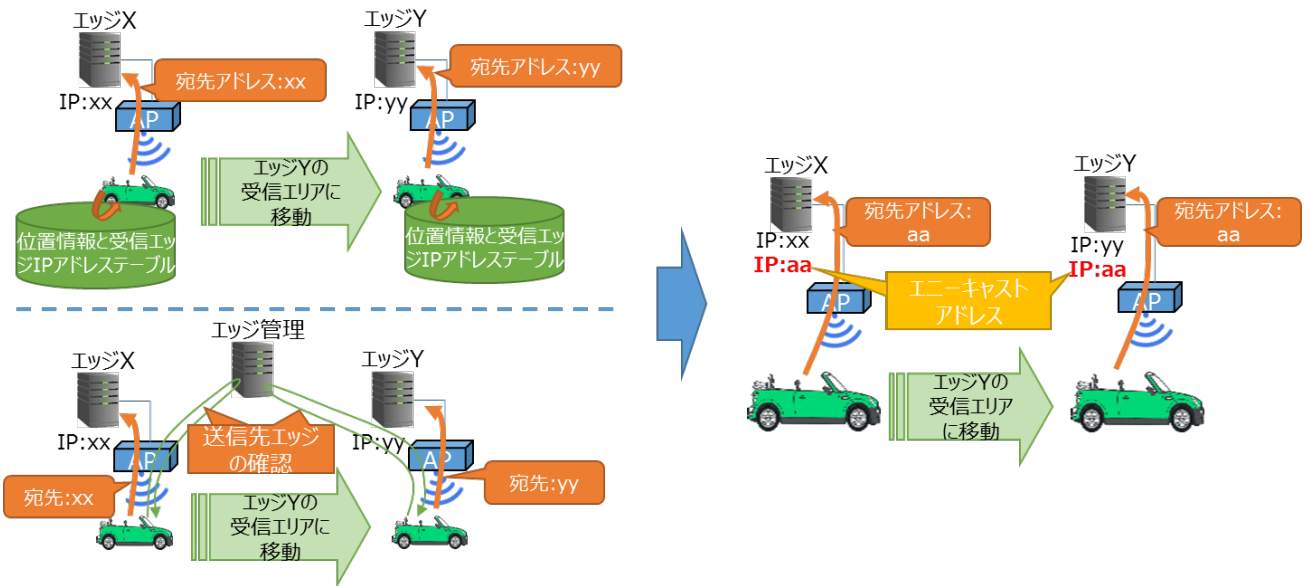 エッジX
エッジY
宛先アドレス:xx
宛先アドレス:yy
IP:xx
IP:yy
AP
AP
エッジYの
受信エリアに
移動
位置情報と受信エッ
ジIPアドレステーブル
位置情報と受信エッ
ジIPアドレステーブル
エッジ管理
エッジX
エッジY
IP:xx
IP:yy
送信先エッジ
の確認
AP
AP
宛先:xx
宛先:yy
エッジYの
受信エリアに
移動
エッジX
エッジY
宛先アドレス:
aa
宛先アドレス:
aa
IP:xx
IP:aa
IP:yy
IP:aa
エニーキャスト
アドレス
AP
AP
エッジYの
受信エリア
に移動